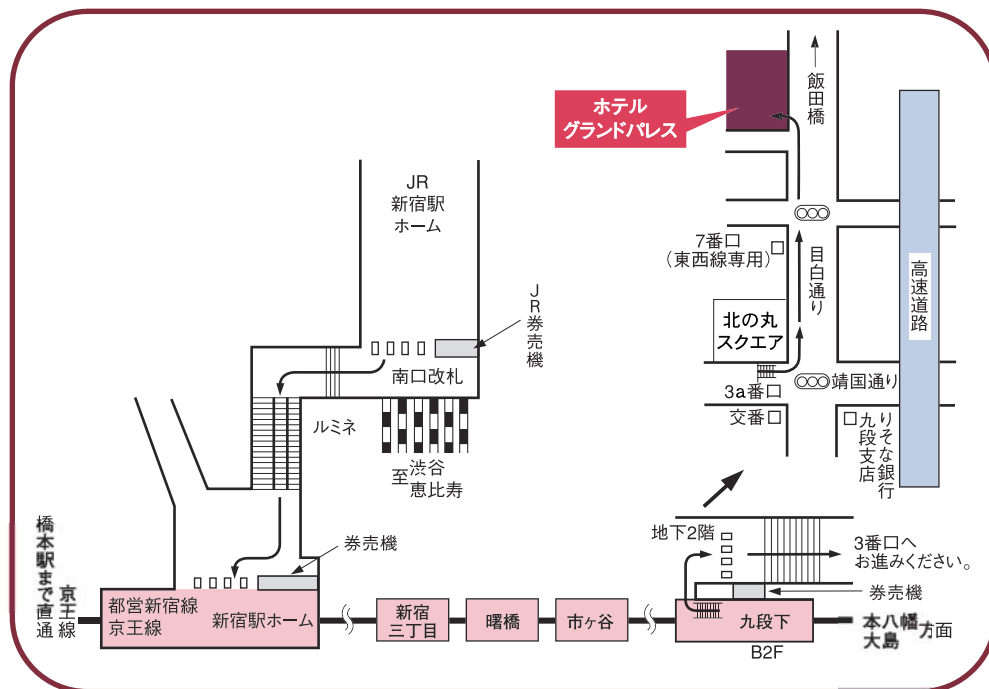 飯田橋
ホテル
グランドパレス
JR
新宿駅
ホーム
7番口
(東西線専用)
目白通り
高速道路
JR券売機
北の丸
スクエア
南口改札
3a番口
靖国通り
交番
りそな銀行
九段支店
ルミネ
至渋谷
恵比寿
地下2階
3番口へ
お進みください。
券売機
券売機
橋本駅まで直通
京王線
都営新宿線
京王線
新宿駅ホーム
新宿
三丁目
曙橋
市ヶ谷
九段下
B2F
本八幡
大島
方面